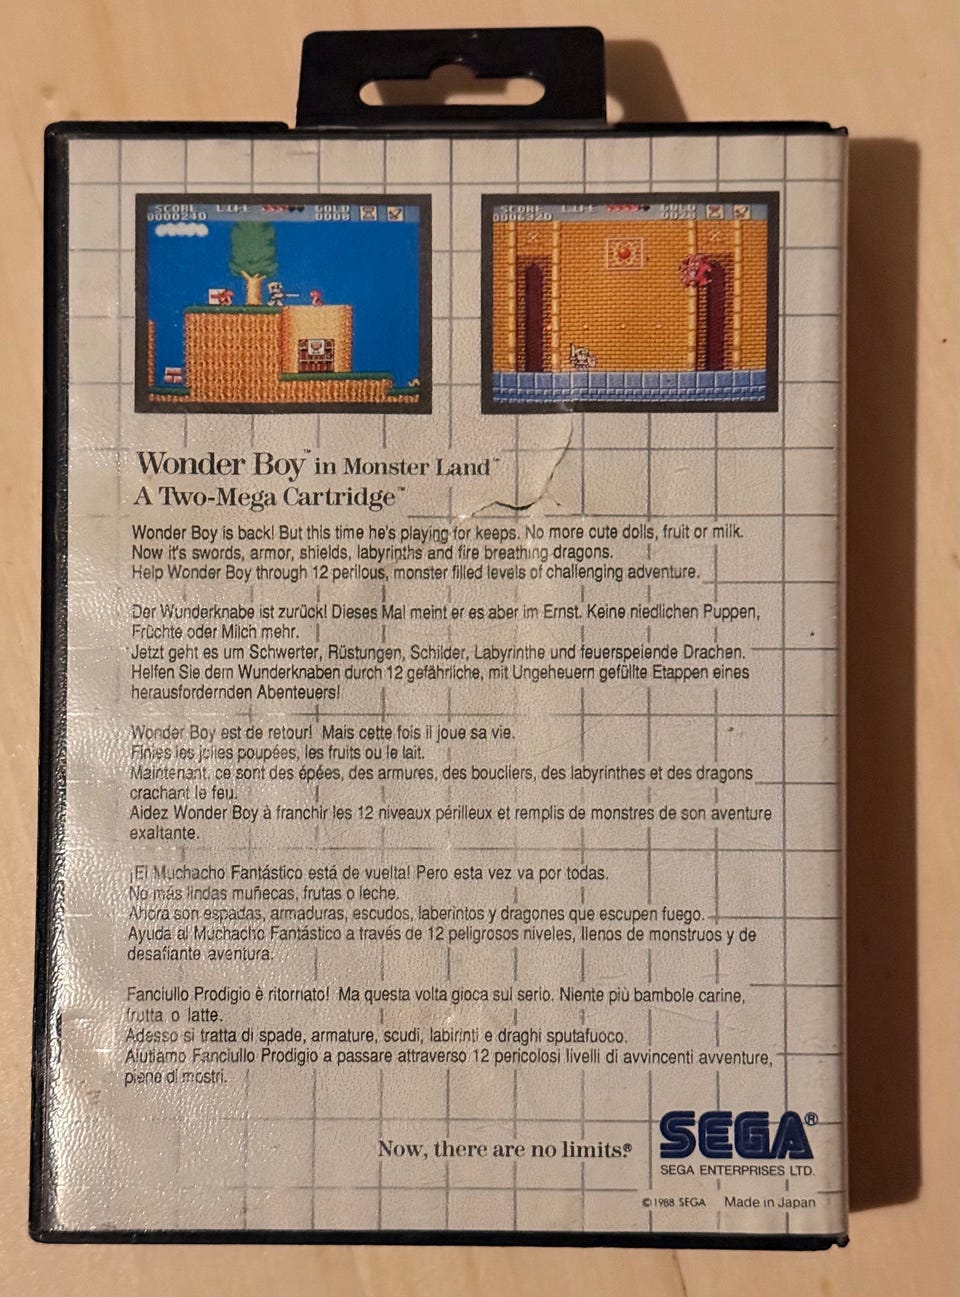 SCORE LIFE GOLD
0000240 0008
SCORE LIFE GOLD
0006320 0028
Wonder Boy™ in Monster Land™
A Two-Mega Cartridge™
Wonder Boy is back! But this time he's playing for keeps. No more cute dolls, fruit or milk.
Now it's swords, armor, shields, labyrinths and fire breathing dragons.
Help Wonder Boy through 12 perilous, monster filled levels of challenging adventure.
Der Wunderknabe ist zurück! Dieses Mal meint er es aber im Ernst. Keine niedlichen Puppen,
Früchte oder Milch mehr.
Jetzt geht es um Schwerter, Rüstungen, Schilder, Labyrinthe und feuerspeiende Drachen.
Helfen Sie dem Wunderknaben durch 12 gefährliche, mit Ungeheuern gefüllte Etappen eines
herausfordernden Abenteuers!
Wonder Boy est de retour! Mais cette fois il joue sa vie.
Finies les jolies poupées, les fruits ou le lait.
Maintenant, ce sont des épées, des armures, des boucliers, des labyrinthes et des dragons
crachant le feu.
Aidez Wonder Boy à franchir les 12 niveaux périlleux et remplis de monstres de son aventure
exaltante.
¡El Muchacho Fantástico está de vuelta! Pero esta vez va por todas.
No más lindas muñecas, frutas o leche.
Ahora son espadas, armaduras, escudos, laberintos y dragones que escupen fuego.
Ayuda al Muchacho Fantástico a través de 12 peligrosos niveles, llenos de monstruos y de
desafiante aventura.
Fanciullo Prodigio è ritornato! Ma questa volta gioca sul serio. Niente più bambole carine,
frutta o latte.
Adesso si tratta di spade, armature, scudi, labirinti e draghi sputafuoco.
Aiutiamo Fanciullo Prodigio a passare attraverso 12 pericolosi livelli di avvincenti avventure,
piene di mostri.
Now, there are no limits.®
SEGA®
SEGA ENTERPRISES LTD.
©1988 SEGA Made in Japan